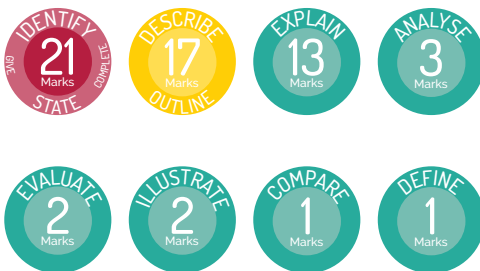 IDENTIFY
GIVE
21
Marks
COMPLETE
STATE
DESCRIBE
17
Marks
OUTLINE
EXPLAIN
13
Marks
ANALYSE
3
Marks
EVALUATE
2
Marks
ILLUSTRATE
2
Marks
COMPARE
1
Marks
DEFINE
1
Marks